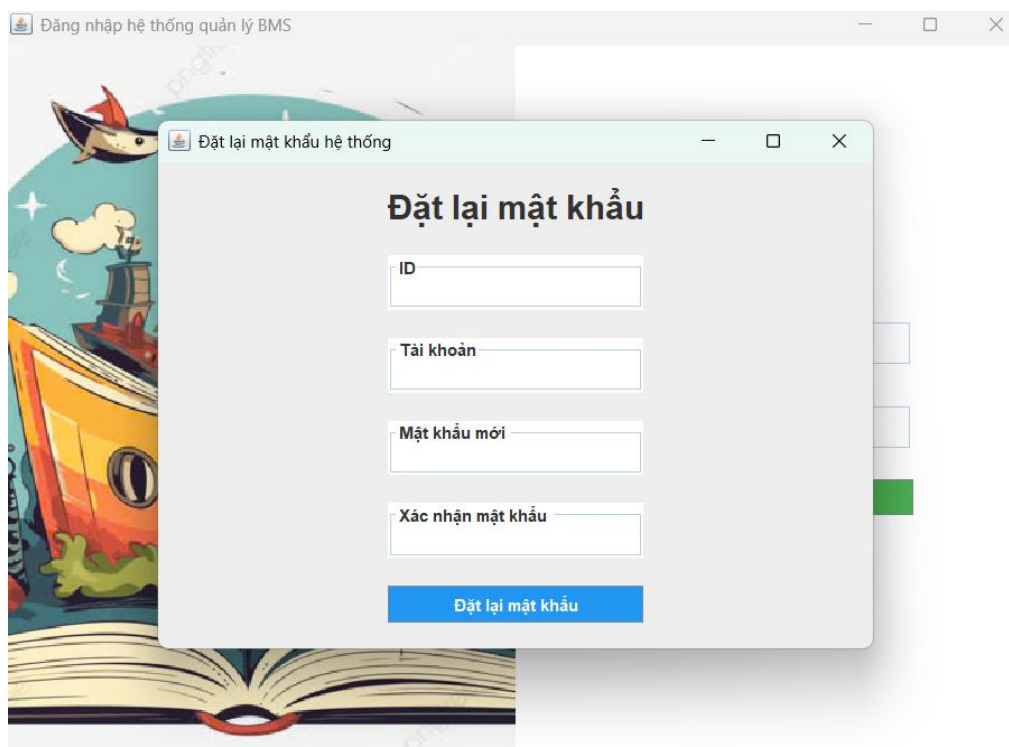 Đăng nhập hệ thống quản lý BMS
Đặt lại mật khẩu hệ thống
Đặt lại mật khẩu
ID
Tài khoản
Mật khẩu mới
Xác nhận mật khẩu
Đặt lại mật khẩu